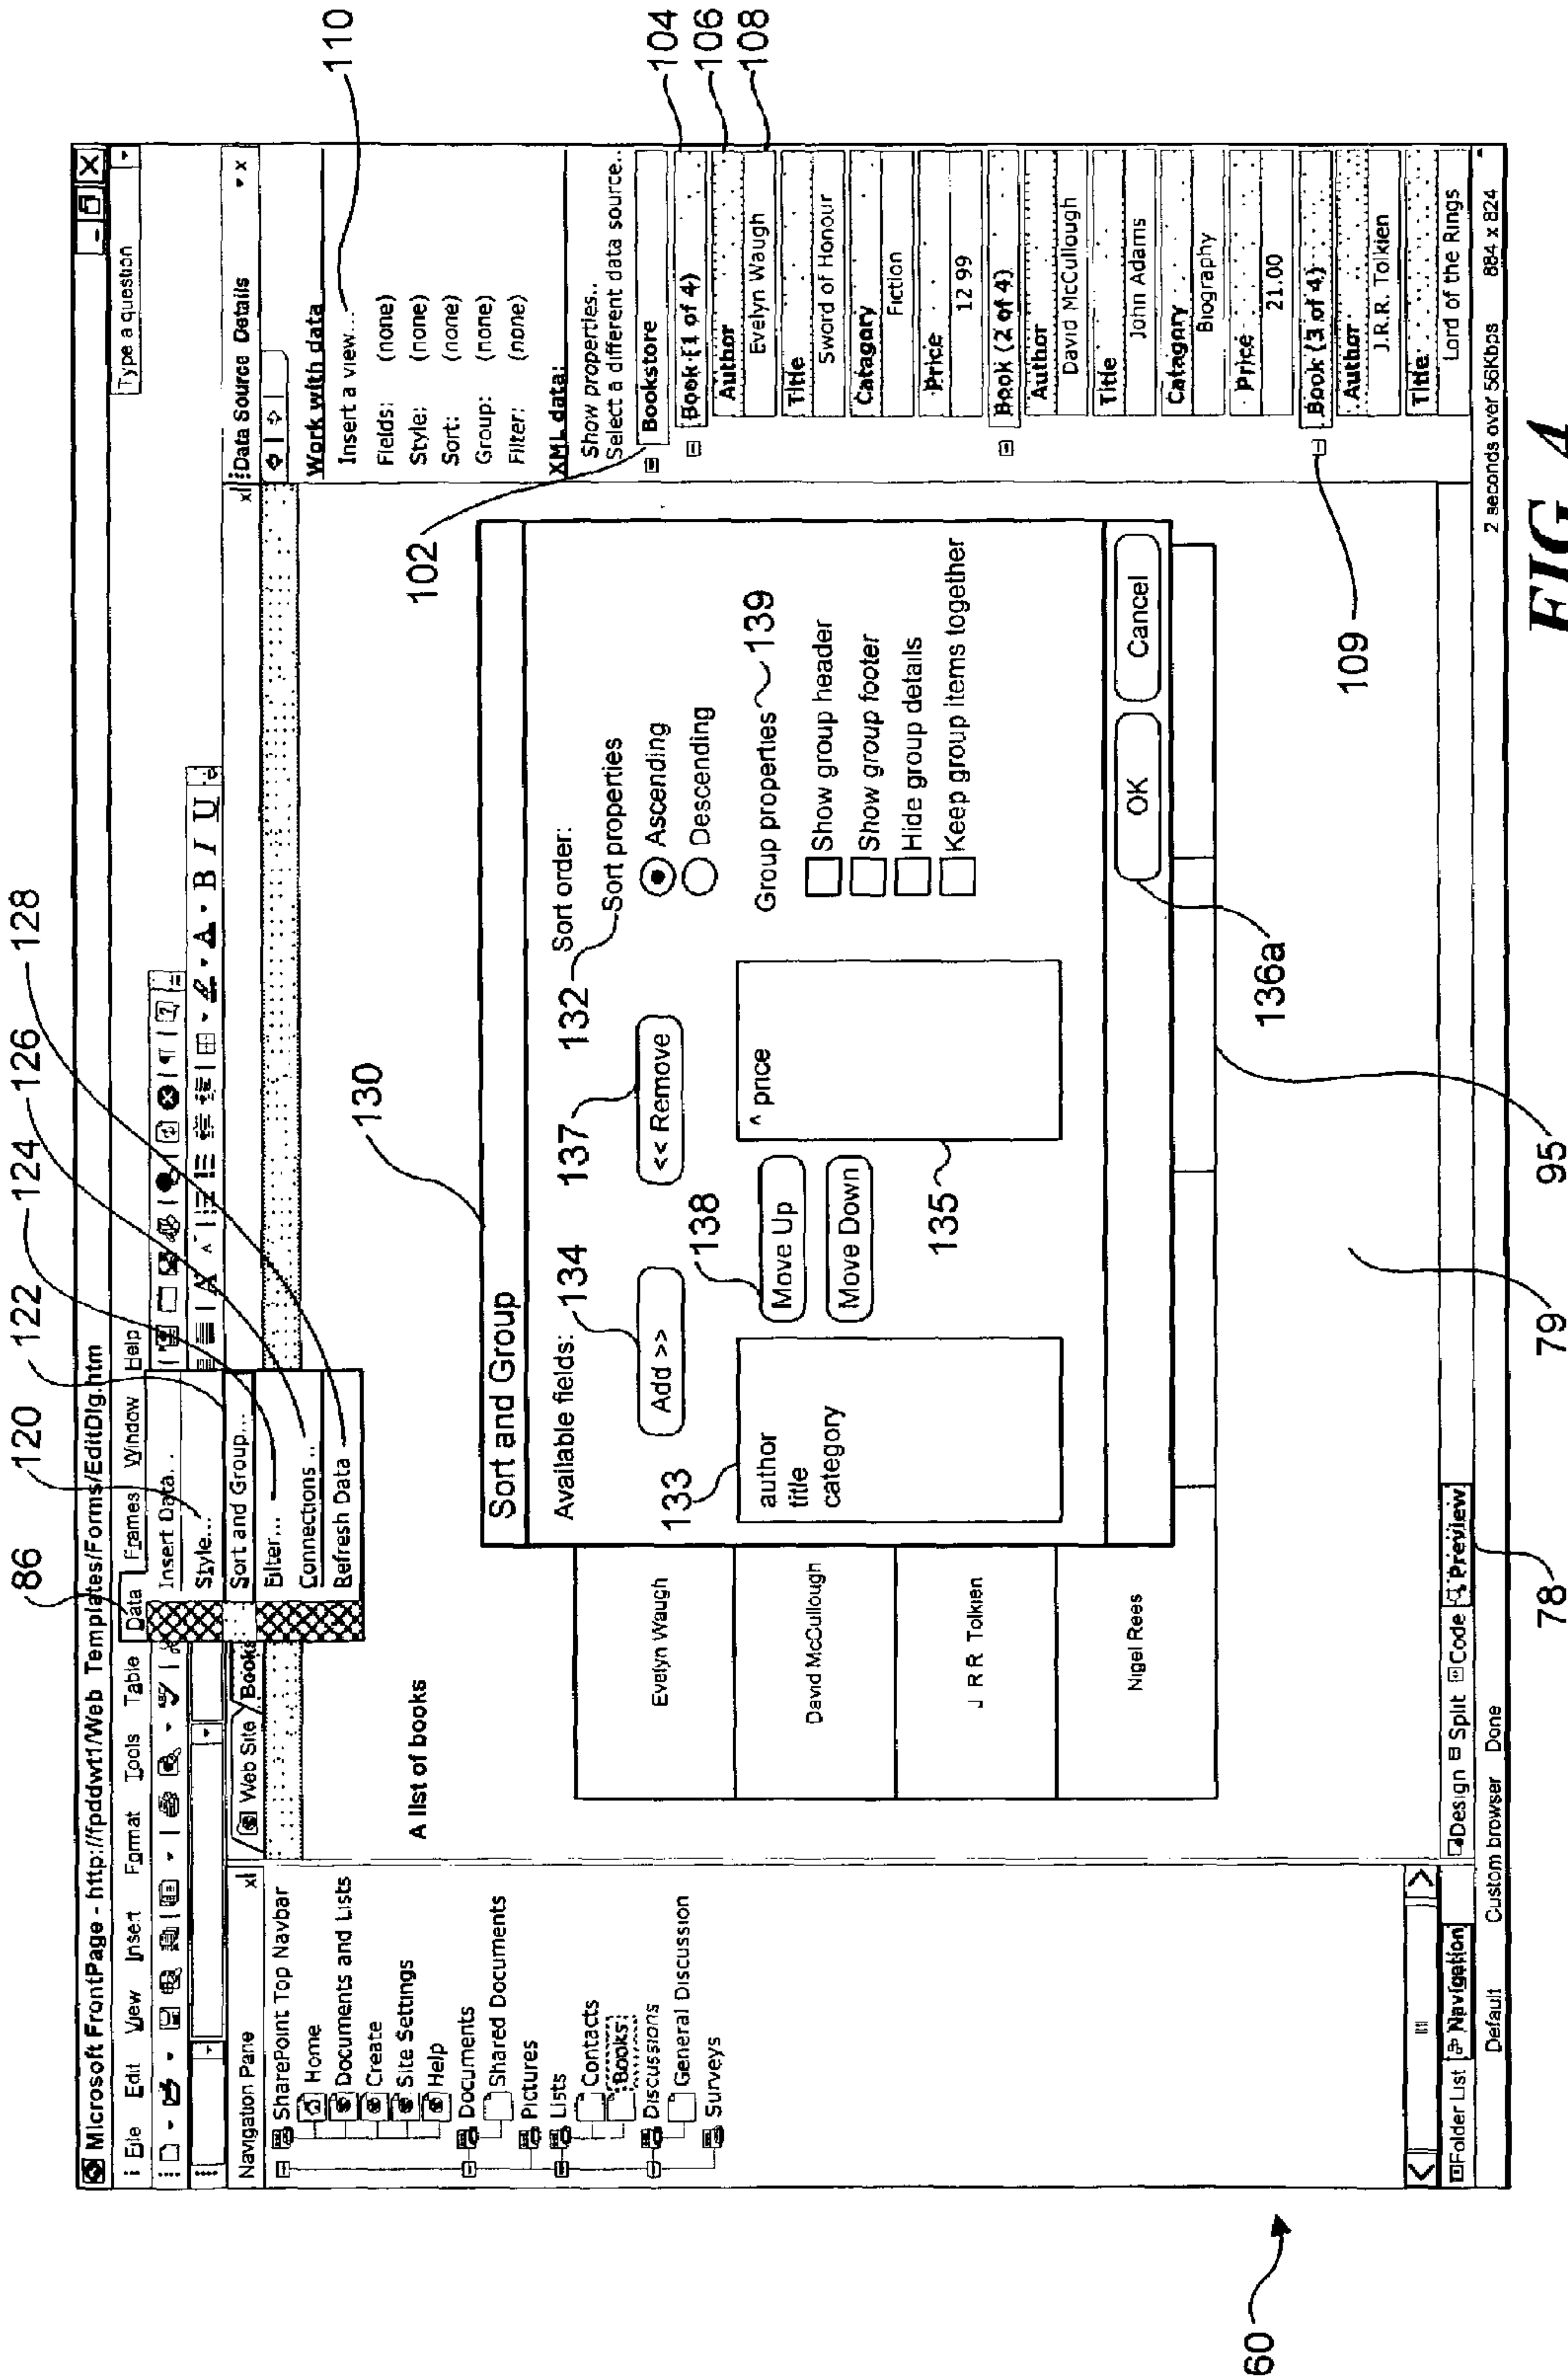 86 120 122 124 126 128
110
Microsoft FrontPage - http://fpddwt1/Web Templates/Forms/EditDlg.htm
File Edit View Insert Format Tools Table Data Frames Window Help
Type a question
Insert Data..
Style...
Sort and Group...
Filter...
Connections ..
Refresh Data
B I U
Navigation Pane
Web Site
Books
SharePoint Top Navbar
Home
Documents and Lists
Create
Site Settings
Help
Documents
Shared Documents
Pictures
Lists
Contacts
Books
Discussions
General Discussion
Surveys
A list of books
Evelyn Waugh
David McCullough
J R R Tolkien
Nigel Rees
130
Sort and Group
Available fields:
134
137
132
Sort order:
Sort properties
Add >>
<< Remove
Ascending
Descending
133
138
author
title
category
Move Up
Move Down
^ price
135
Group properties
139
Show group header
Show group footer
Hide group details
Keep group items together
OK
Cancel
136a
Data Source Details
Work with data
Insert a view...
Fields: (none)
Style: (none)
Sort: (none)
Group: (none)
Filter: (none)
XML data:
Show properties..
Select a different data source..
102
Bookstore
104
Book (1 of 4)
106
Author
108
Evelyn Waugh
Title
Sword of Honour
Catagory
Fiction
Price
12 99
Book (2 of 4)
Author
David McCullough
Title
John Adams
Catagory
Biography
Price
21.00
Book (3 of 4)
Author
J.R.R. Tolkien
Title
Lord of the Rings
109
Folder List Navigation
Design Split Code Preview
Default Custom browser Done
2 seconds over 56Kbps 884 x 824
60
78
79
95
FIG 4